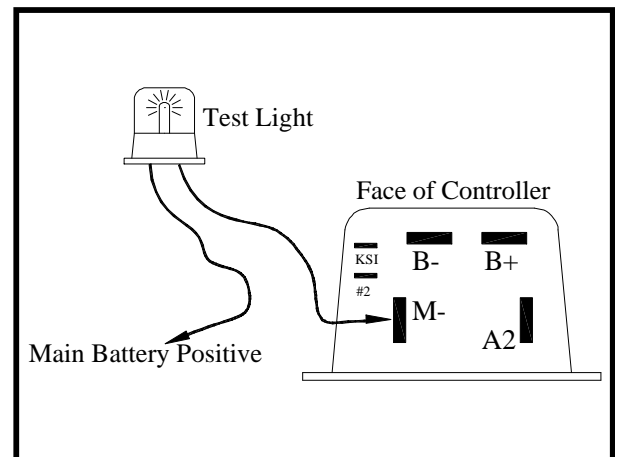 Test Light
Face of Controller
KSI
B-
B+
#2
M-
A2
Main Battery Positive